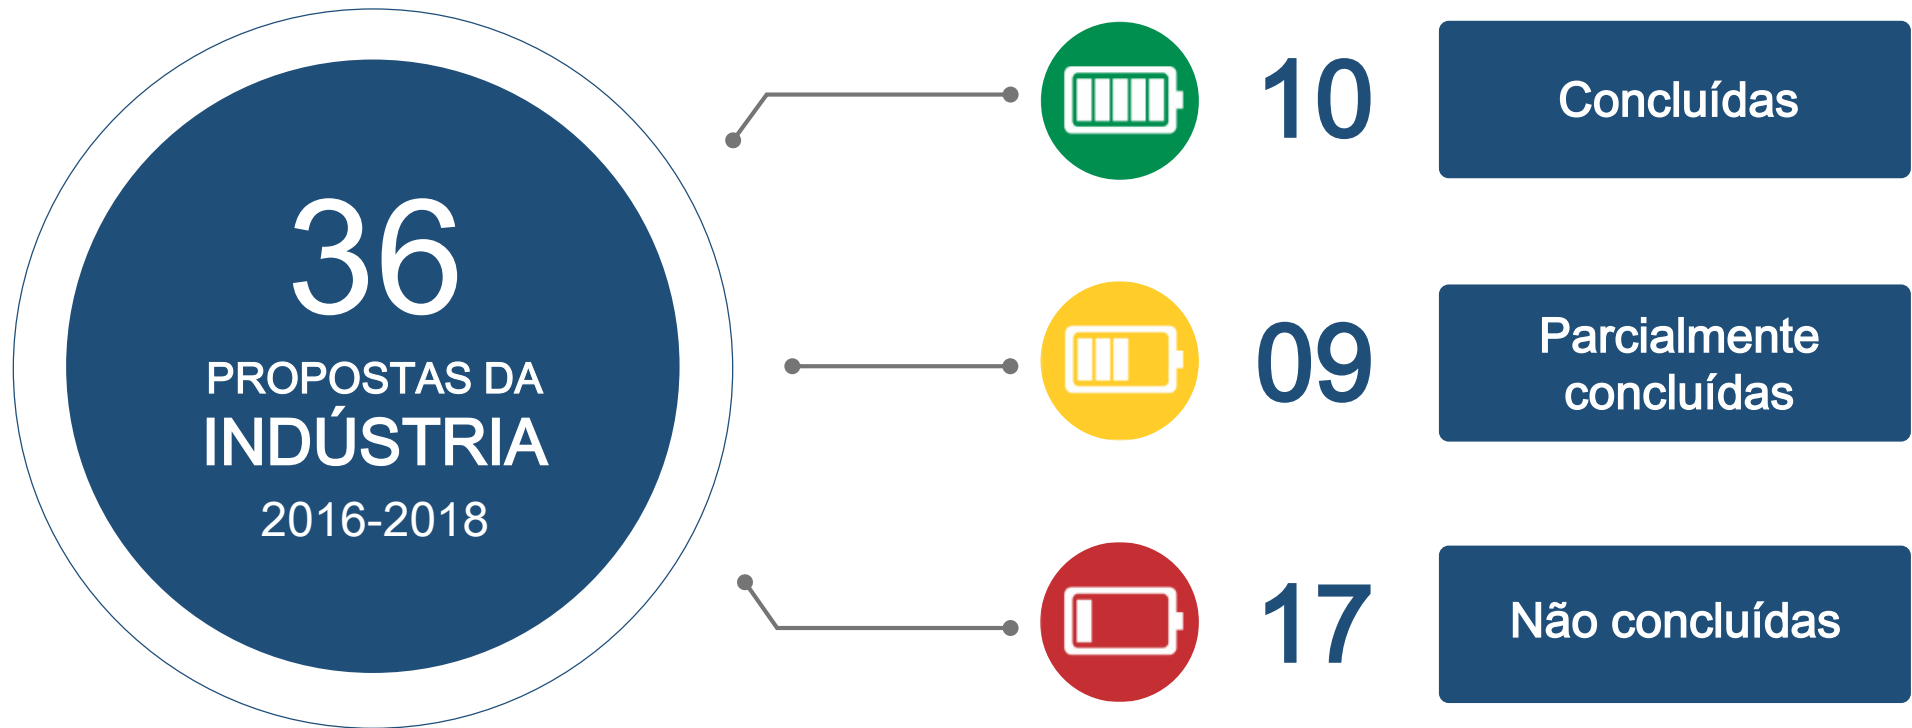 36
PROPOSTAS DA
INDÚSTRIA
2016-2018
10
Concluídas
09
Parcialmente
concluídas
17
Não concluídas